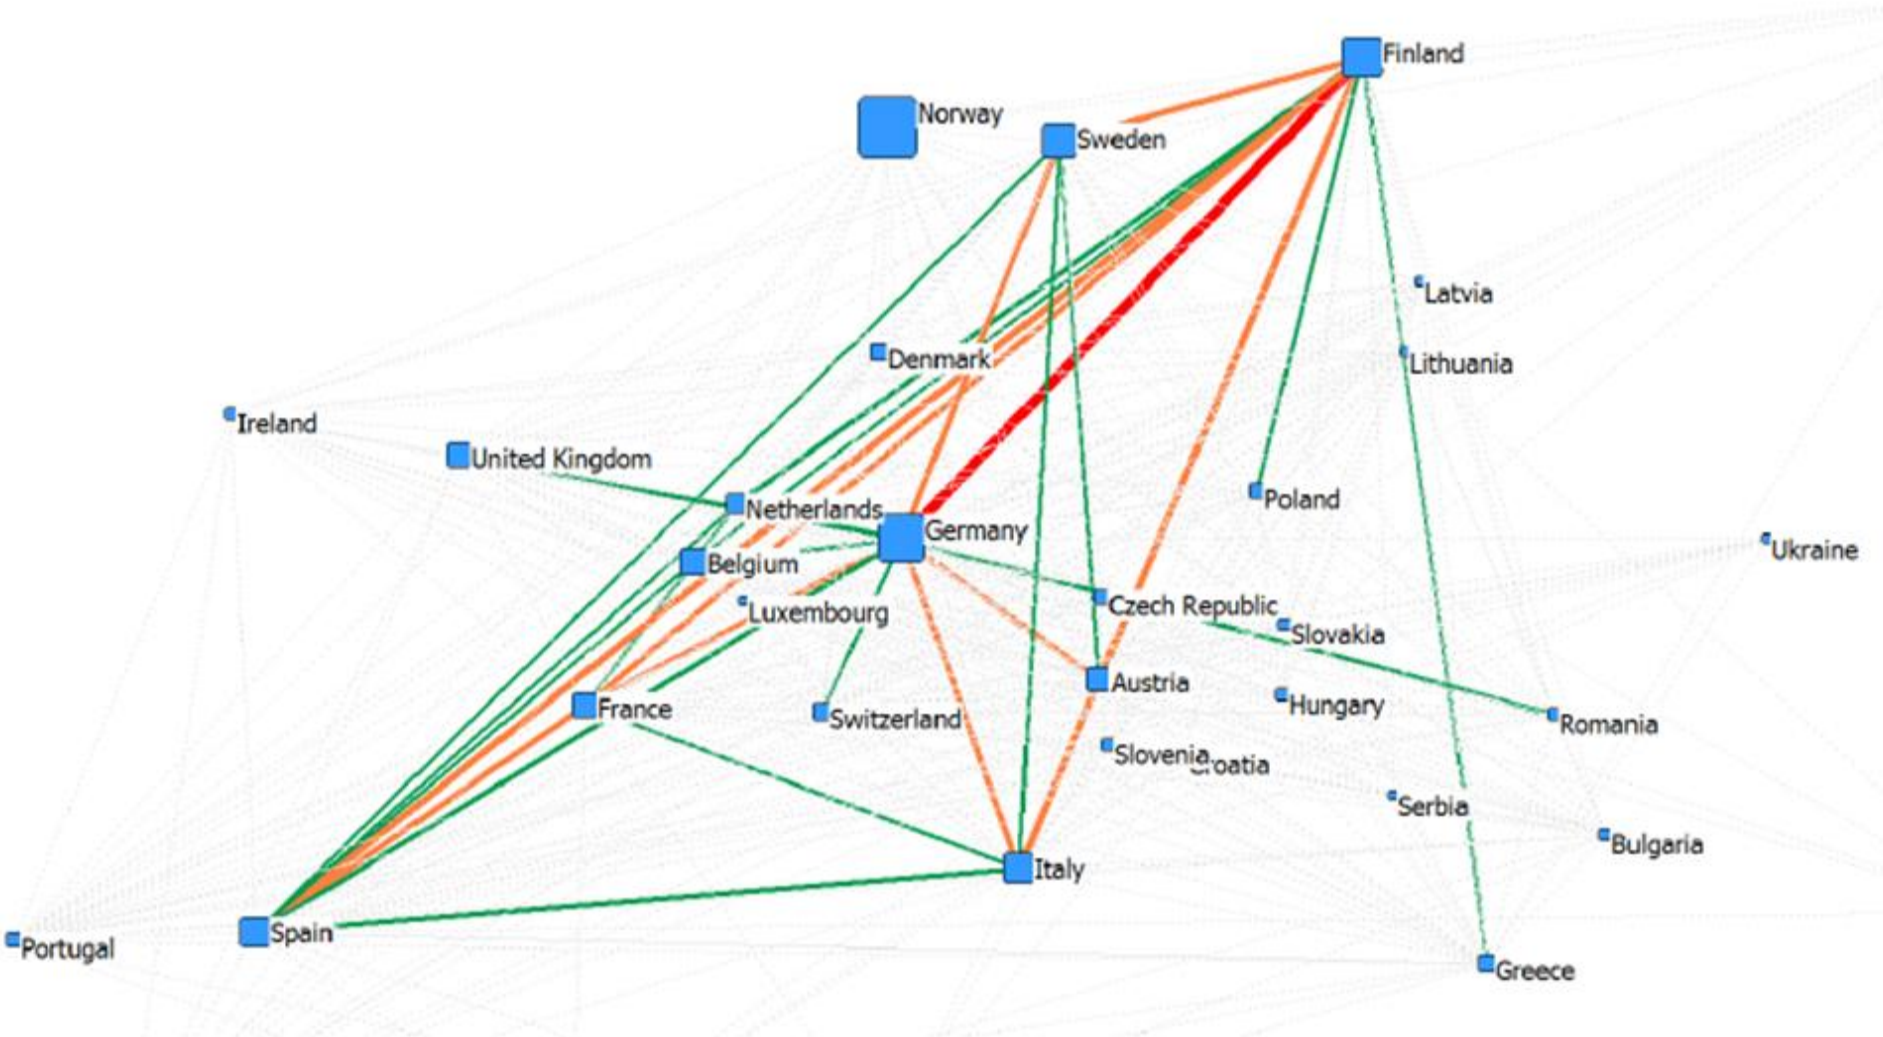 Finland
Norway
Sweden
Latvia
Denmark
Lithuania
Ireland
United Kingdom
Poland
Netherlands
Germany
Ukraine
Belgium
Czech Republic
Luxembourg
Slovakia
Austria
Hungary
France
Switzerland
Romania
Slovenia
roatia
Serbia
Bulgaria
Italy
Spain
Portugal
Greece